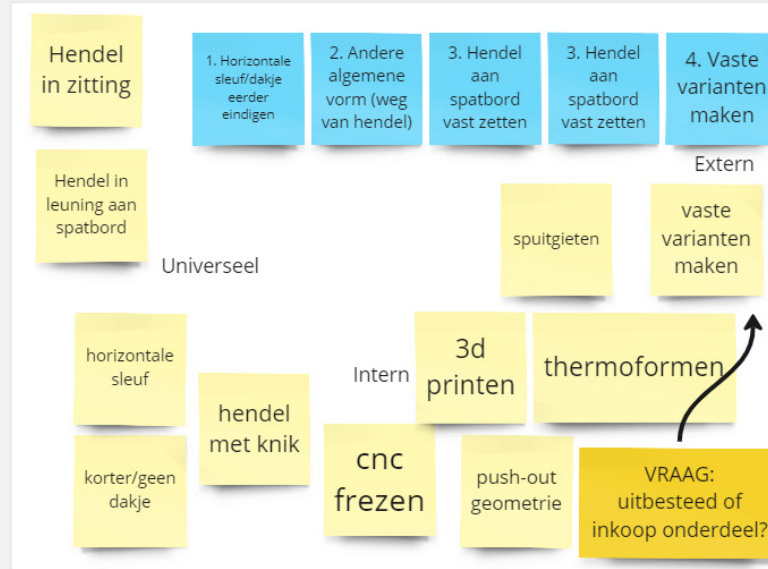 Hendel
in zitting
1. Horizontale
sleuf/dakje
eerder
eindigen
2. Andere
algemene
vorm (weg
van hendel)
3. Hendel
aan
spatbord
vast zetten
3. Hendel
aan
spatbord
vast zetten
4. Vaste
varianten
maken
Extern
Hendel in
leuning aan
spatbord
Universeel
spuitgieten
vaste
varianten
maken
horizontale
sleuf
hendel
met knik
Intern
3d
printen
thermoformen
korter/geen
dakje
cnc
frezen
push-out
geometrie
VRAAG:
uitbesteed of
inkoop onderdeel?